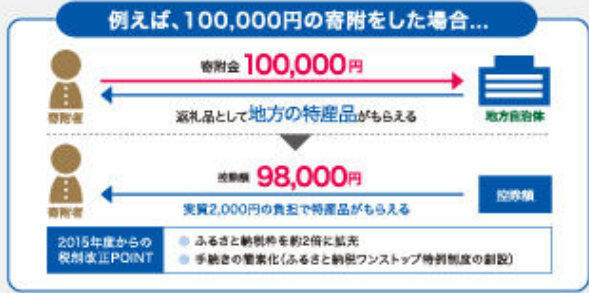 例えば、100,000円の寄附をした場合...
寄附金 100,000円
寄附者
返礼品として地方の特産品がもらえる
地方自治体
控除額 98,000円
寄附者
実質2,000円の負担で特産品がもらえる
控除額
2015年度からの
税制改正POINT
ふるさと納税枠を約2倍に拡充
手続きの簡素化(ふるさと納税ワンストップ特例制度の創設)